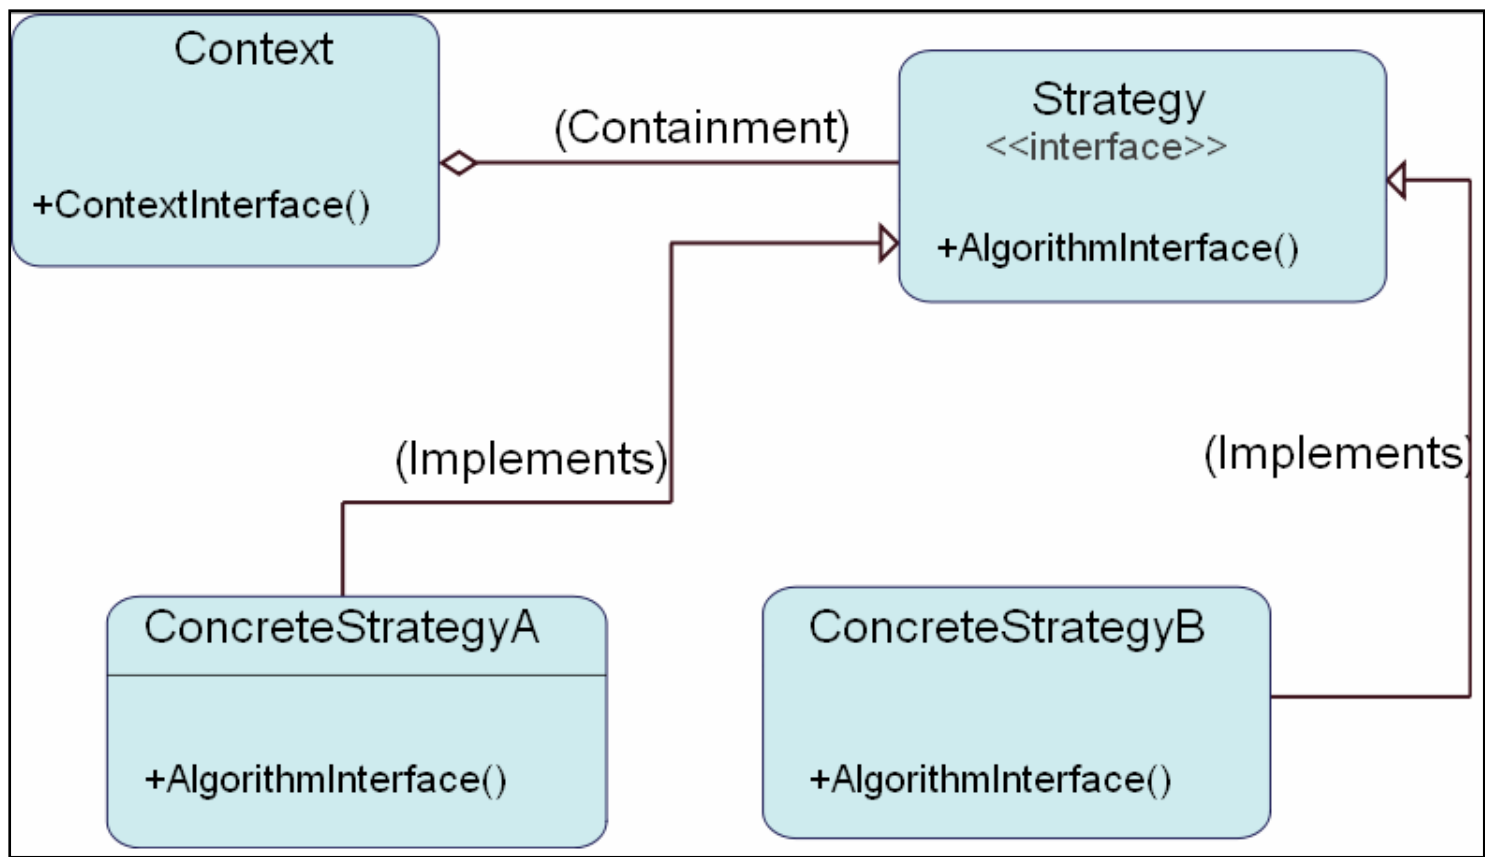 Context
+ContextInterface()
(Containment)
Strategy
<<interface>>
+AlgorithmInterface()
(Implements)
(Implements)
ConcreteStrategyA
+AlgorithmInterface()
ConcreteStrategyB
+AlgorithmInterface()